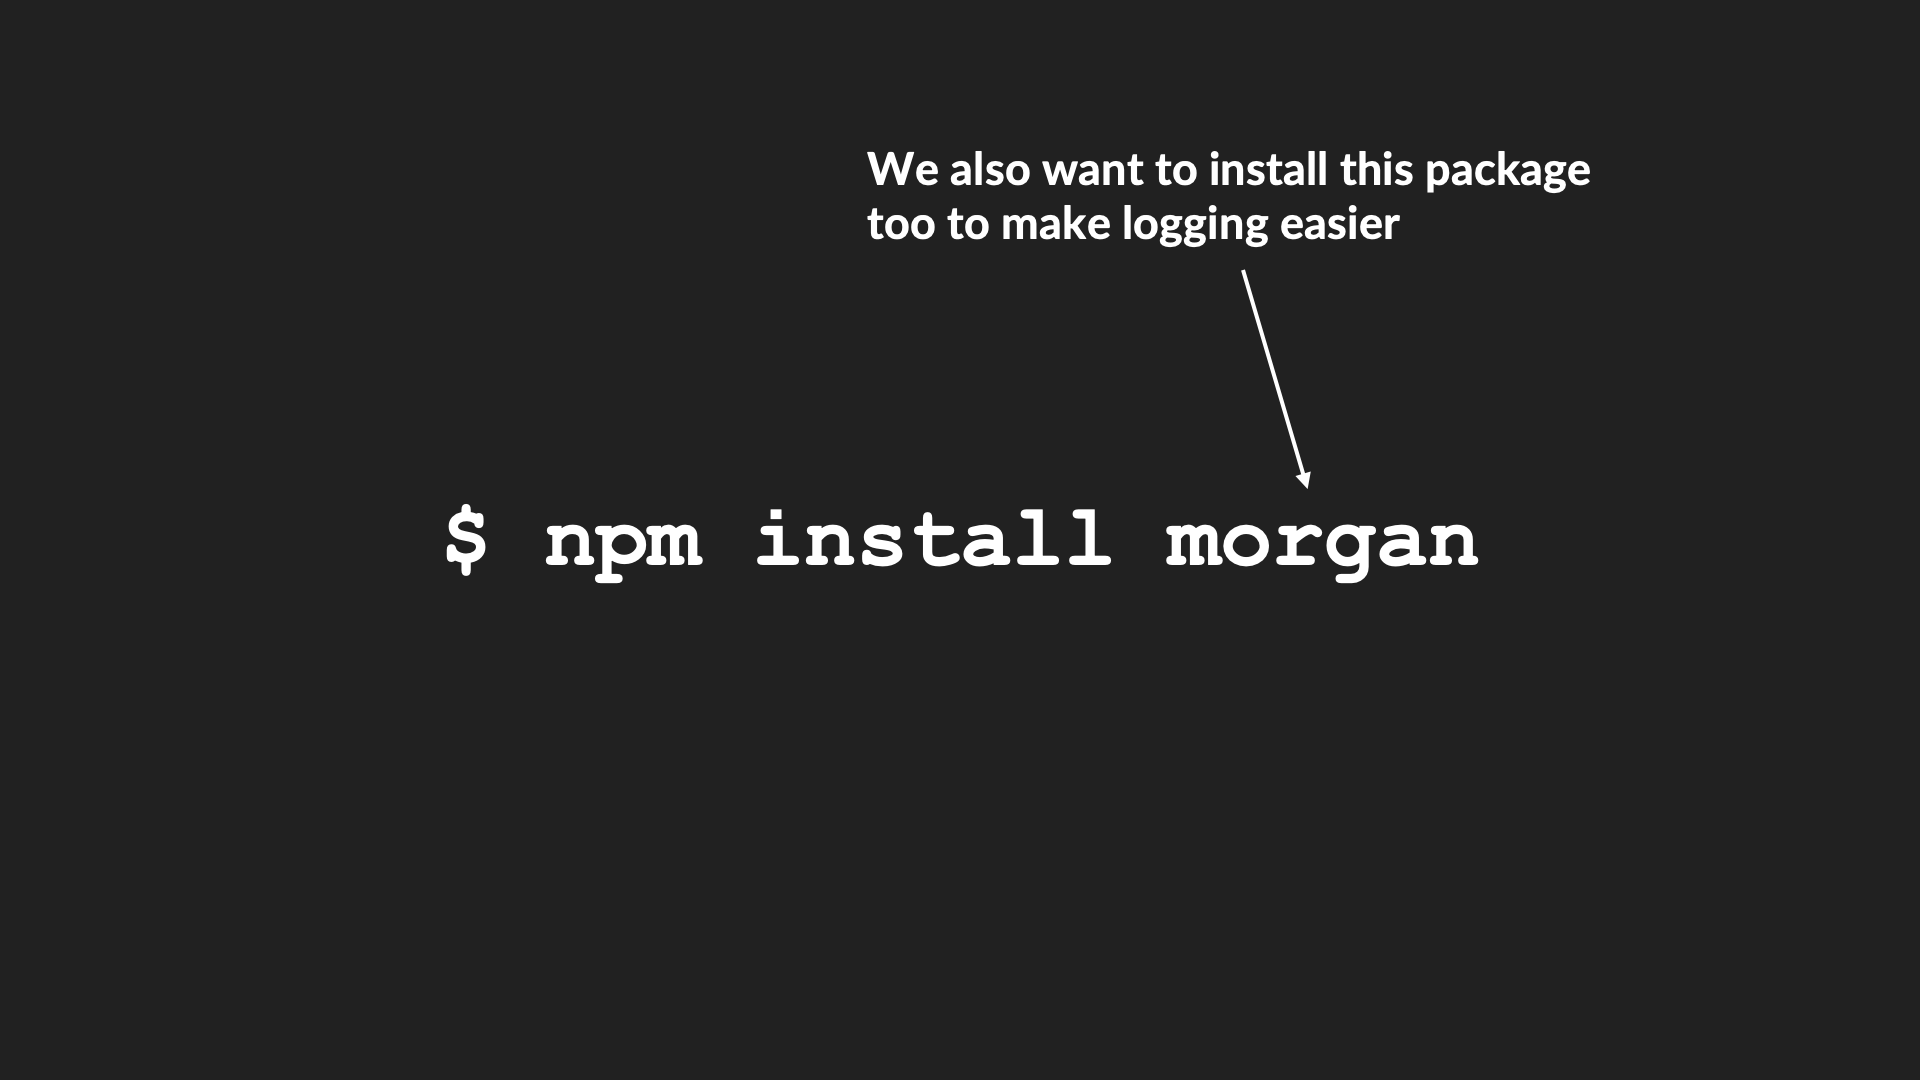 We also want to install this package
too to make logging easier
$ npm install morgan